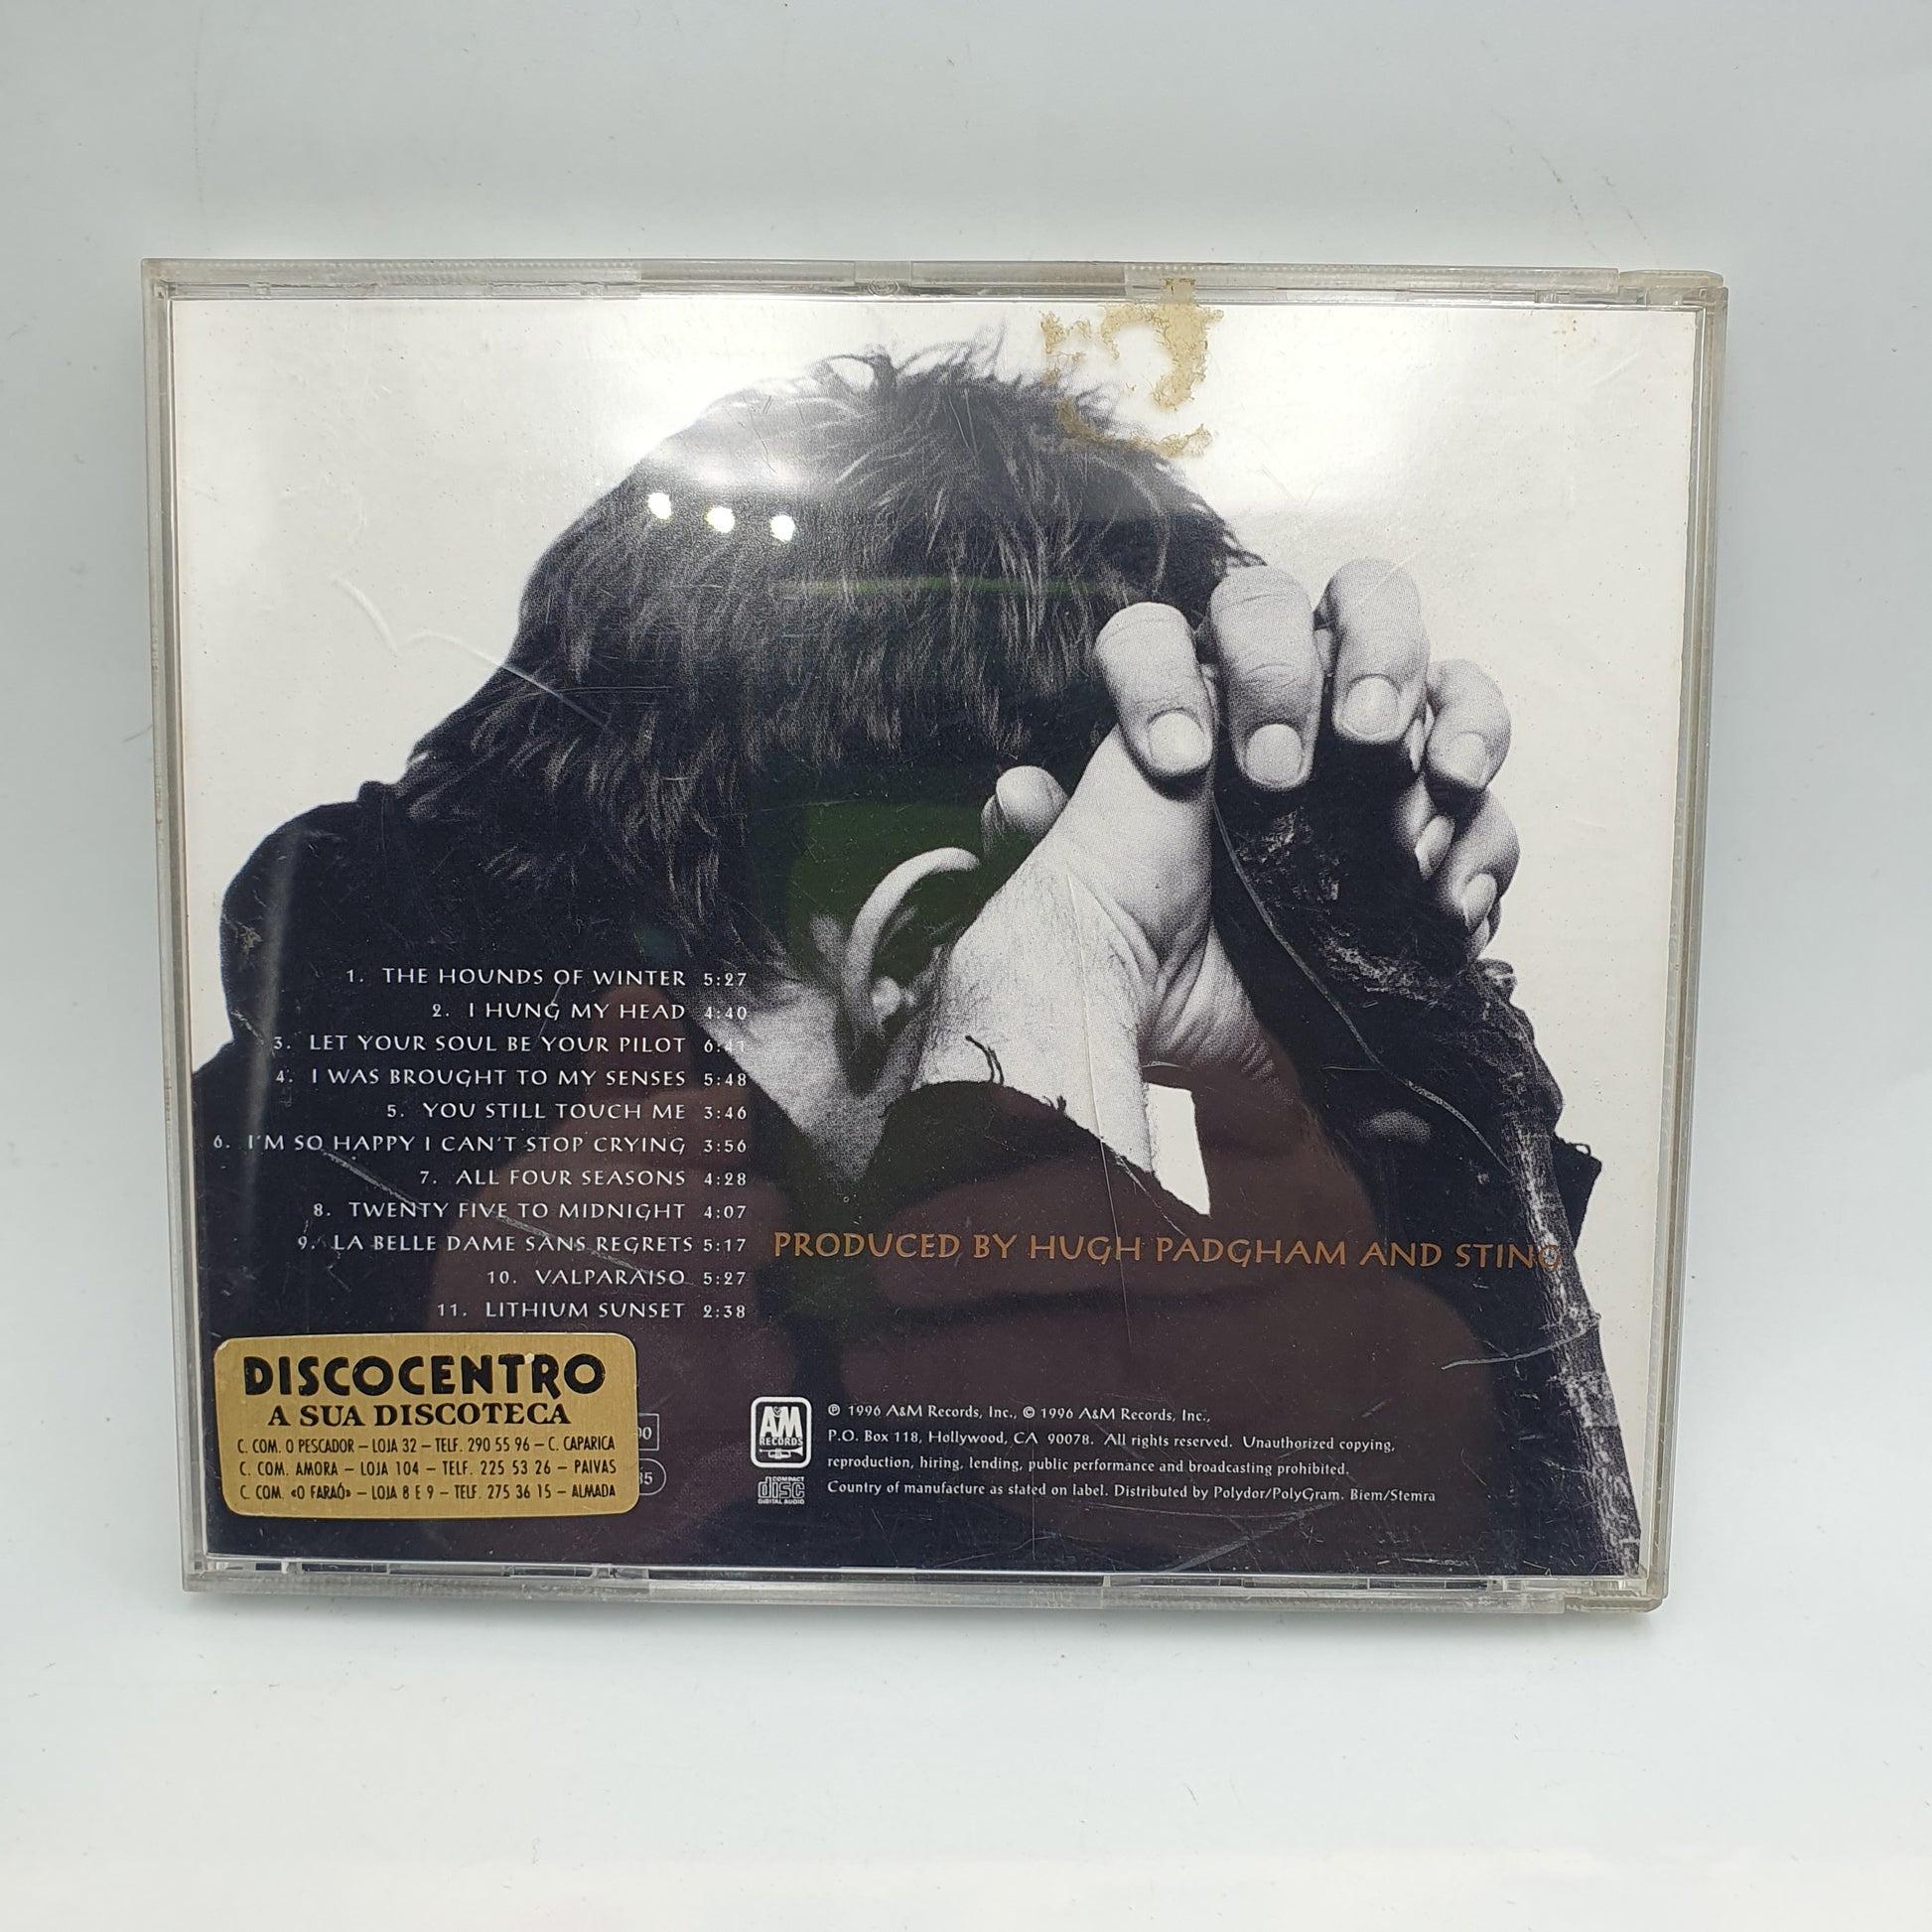 1. THE HOUNDS OF WINTER 5:27
2. I HUNG MY HEAD 4:40
3. LET YOUR SOUL BE YOUR PILOT 6:41
4. I WAS BROUGHT TO MY SENSES 5:48
5. YOU STILL TOUCH ME 3:46
6. I'M SO HAPPY I CAN'T STOP CRYING 3:56
7. ALL FOUR SEASONS 4:28
8. TWENTY FIVE TO MIDNIGHT 4:07
9. LA BELLE DAME SANS REGRETS 5:17
10. VALPARAISO 5:27
11. LITHIUM SUNSET 2:38
PRODUCED BY HUGH PADGHAM AND STING
DISCOCENTRO
A SUA DISCOTECA
C. COM. O PESCADOR – LOJA 32 – TELF. 290 55 96 – C. CAPARICA
C. COM. AMORA – LOJA 104 – TELF. 225 53 26 – PAIVAS
C. COM. «O FARAÓ» – LOJA 8 E 9 – TELF. 275 36 15 – ALMADA
A&M
RECORDS
COMPACT
disc
DIGITAL AUDIO
℗ 1996 A&M Records, Inc., © 1996 A&M Records, Inc.,
P.O. Box 118, Hollywood, CA 90078. All rights reserved. Unauthorized copying,
reproduction, hiring, lending, public performance and broadcasting prohibited.
Country of manufacture as stated on label. Distributed by Polydor/PolyGram. Biem/Stemra